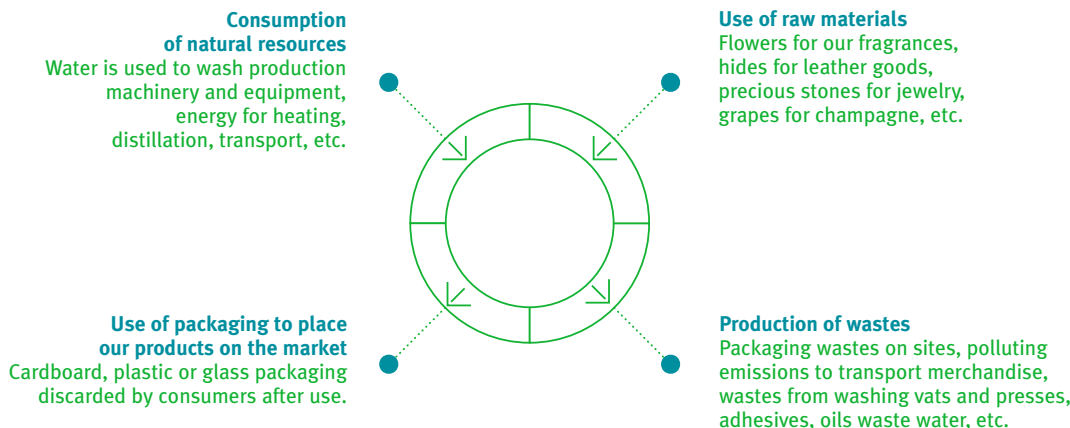 Consumption
of natural resources
Water is used to wash production
machinery and equipment,
energy for heating,
distillation, transport, etc.
Use of raw materials
Flowers for our fragrances,
hides for leather goods,
precious stones for jewelry,
grapes for champagne, etc.
Use of packaging to place
our products on the market
Cardboard, plastic or glass packaging
discarded by consumers after use.
Production of wastes
Packaging wastes on sites, polluting
emissions to transport merchandise,
wastes from washing vats and presses,
adhesives, oils waste water, etc.